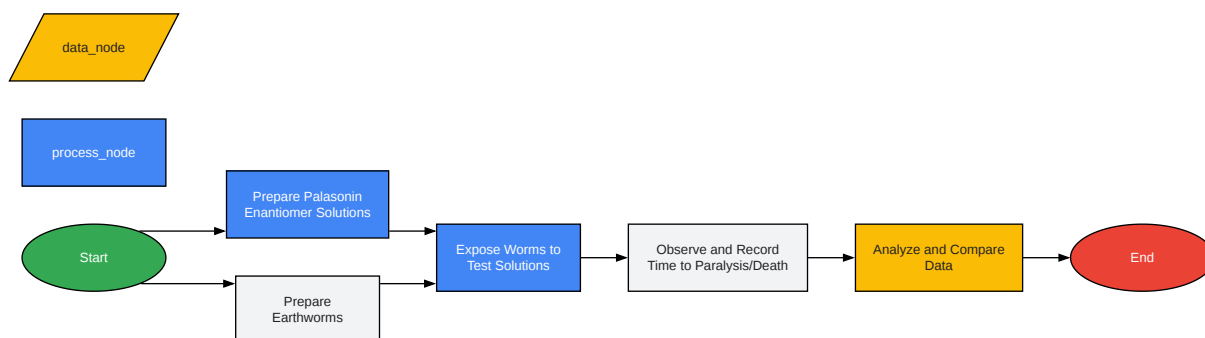 data_node
process_node
Start
Prepare Palasonin
Enantiomer Solutions
Prepare
Earthworms
Expose Worms to
Test Solutions
Observe and Record
Time to Paralysis/Death
Analyze and Compare
Data
End